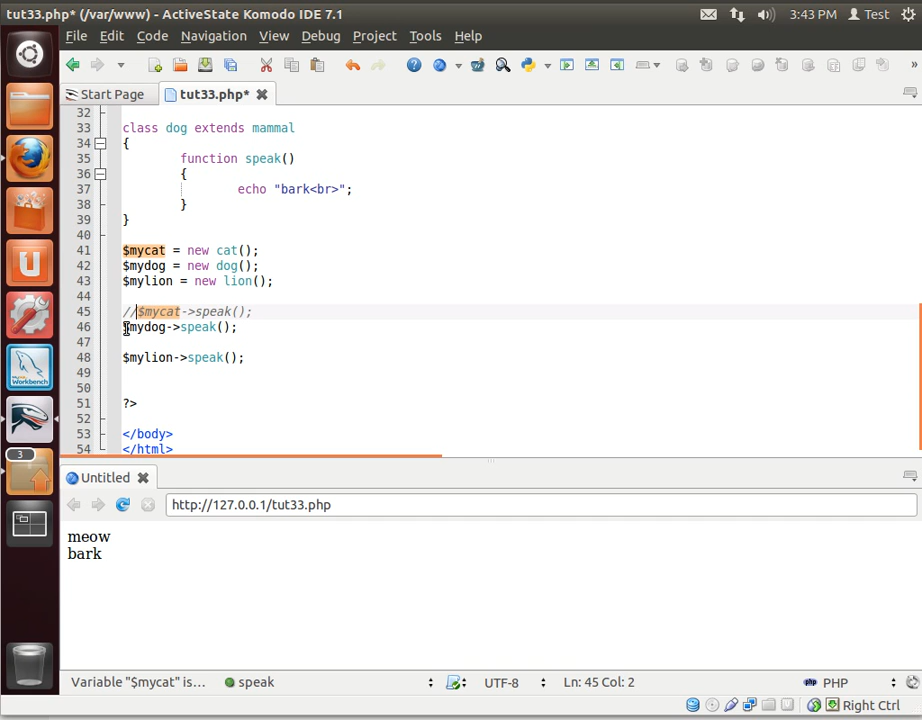 tut33.php* (/var/www) - ActiveState Komodo IDE 7.1
3:43 PM Test
File Edit Code Navigation View Debug Project Tools Help
Start Page tut33.php*
32
33 class dog extends mammal
34 {
35 function speak()
36 {
37 echo "bark<br>";
38 }
39 }
40
41 $mycat = new cat();
42 $mydog = new dog();
43 $mylion = new lion();
44
45 //$mycat->speak();
46 $mydog->speak();
47
48 $mylion->speak();
49
50
51 ?>
52
53 </body>
54 </html>
MySQL
Workbench
3
Untitled
http://127.0.0.1/tut33.php
meow
bark
Variable "$mycat" is... speak UTF-8 Ln: 45 Col: 2 php PHP
Right Ctrl